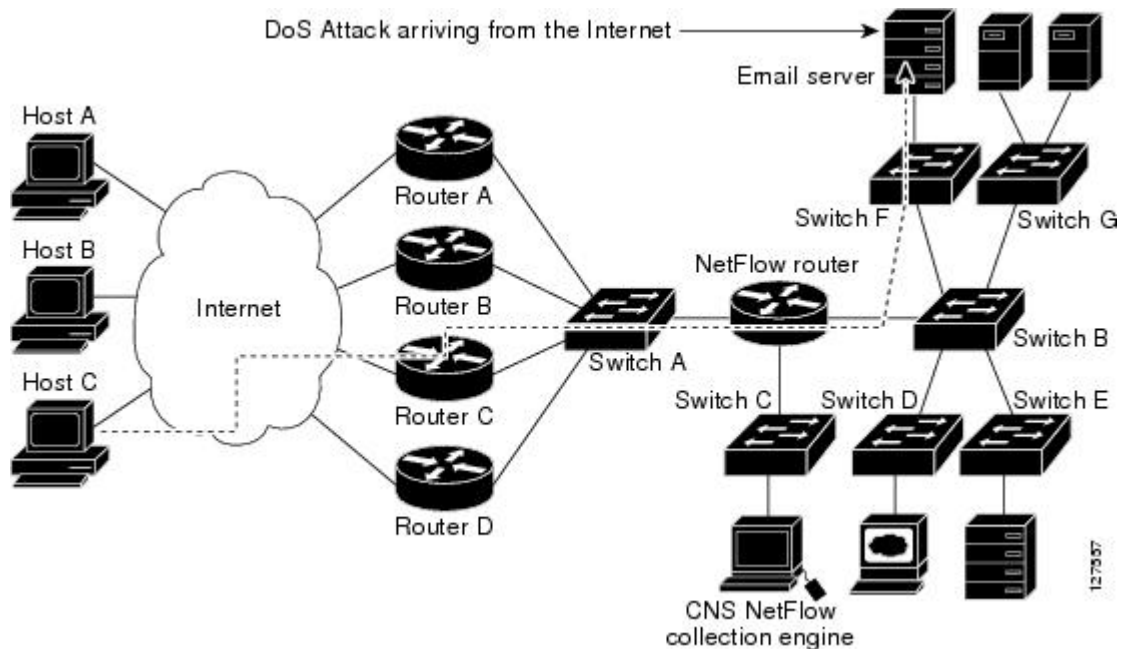 DoS Attack arriving from the Internet
Email server
Host A
Router A
Switch F
Switch G
Host B
NetFlow router
Internet
Router B
Switch A
Switch B
Host C
Router C
Switch C
Switch D
Switch E
Router D
CNS NetFlow
collection engine
127557